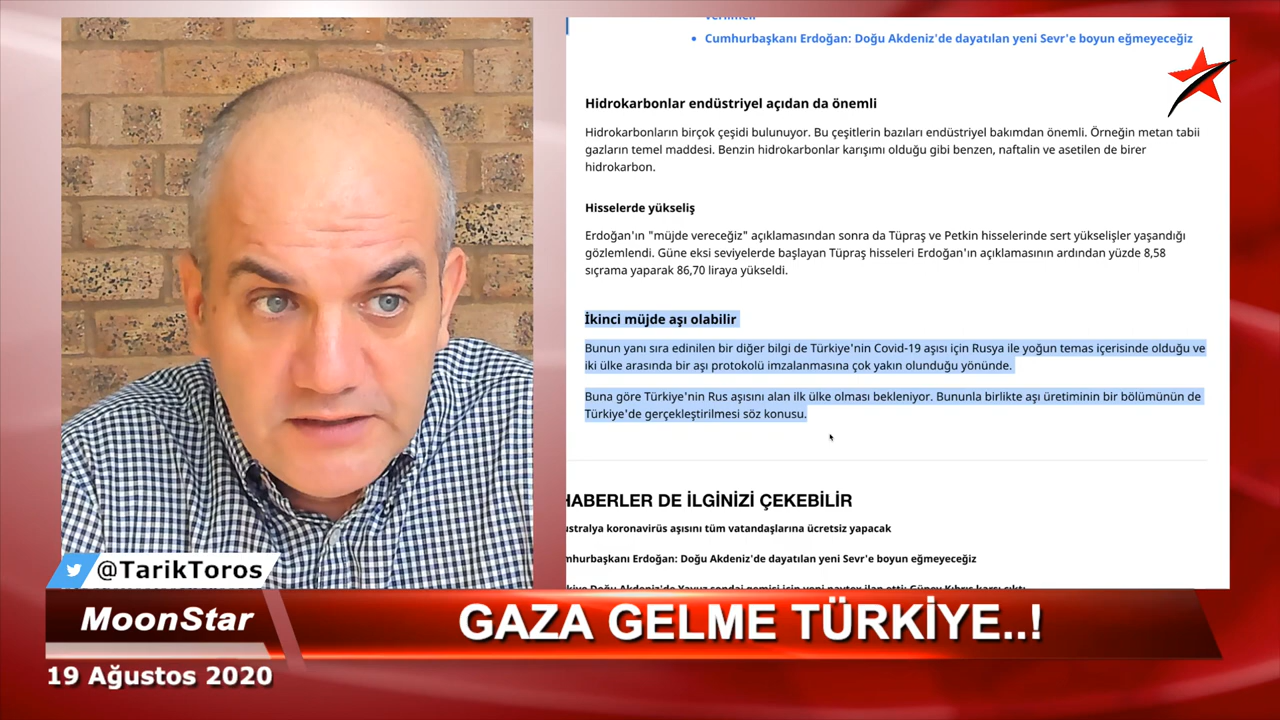 Cumhurbaşkanı Erdoğan: Doğu Akdeniz'de dayatılan yeni Sevr'e boyun eğmeyeceğiz
Hidrokarbonlar endüstriyel açıdan da önemli
Hidrokarbonların birçok çeşidi bulunuyor. Bu çeşitlerin bazıları endüstriyel bakımdan önemli. Örneğin metan tabii
gazların temel maddesi. Benzin hidrokarbonlar karışımı olduğu gibi benzen, naftalin ve asetilen de birer
hidrokarbon.
Hisselerde yükseliş
Erdoğan'ın "müjde vereceğiz" açıklamasından sonra da Tüpraş ve Petkin hisselerinde sert yükselişler yaşandığı
gözlemlendi. Güne eksi seviyelerde başlayan Tüpraş hisseleri Erdoğan'ın açıklamasının ardından yüzde 8,58
sıçrama yaparak 86,70 liraya yükseldi.
İkinci müjde aşı olabilir
Bunun yanı sıra edinilen bir diğer bilgi de Türkiye'nin Covid-19 aşısı için Rusya ile yoğun temas içerisinde olduğu ve
iki ülke arasında bir aşı protokolü imzalanmasına çok yakın olunduğu yönünde.
Buna göre Türkiye'nin Rus aşısını alan ilk ülke olması bekleniyor. Bununla birlikte aşı üretiminin bir bölümünün de
Türkiye'de gerçekleştirilmesi söz konusu.
HABERLER DE İLGİNİZİ ÇEKEBİLİR
ustralya koronavirüs aşısını tüm vatandaşlarına ücretsiz yapacak
mhurbaşkanı Erdoğan: Doğu Akdeniz'de dayatılan yeni Sevr'e boyun eğmeyeceğiz
@TarikToros
MoonStar
GAZA GELME TÜRKİYE..!
19 Ağustos 2020